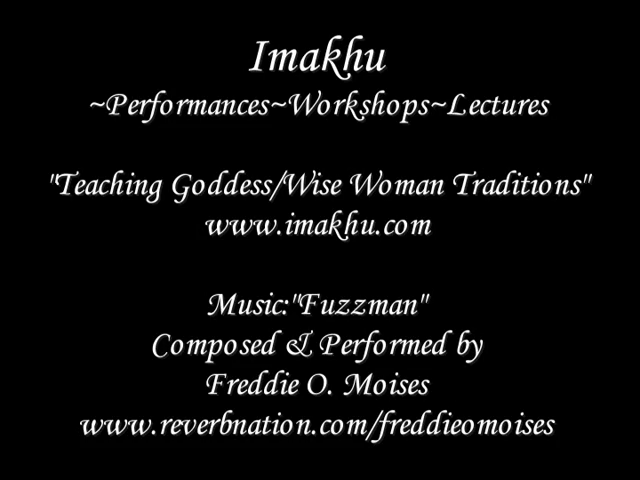 Imakhu
~Performances~Workshops~Lectures
"Teaching Goddess/Wise Woman Traditions"
www.imakhu.com
Music:"Fuzzman"
Composed & Performed by
Freddie O. Moises
www.reverbnation.com/freddieomoises